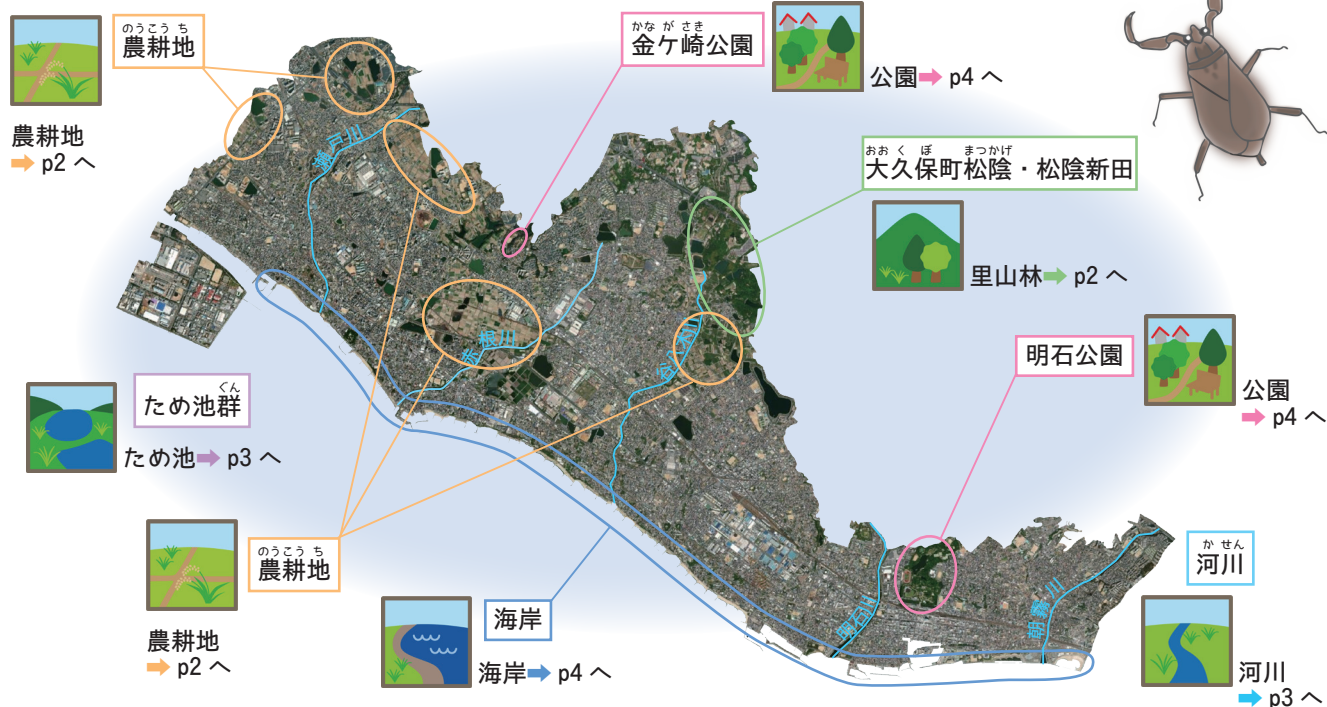 のうこう ち
農耕地
農耕地
➡ p2 へ
かな が さき
金ケ崎公園
公園➡ p4 へ
おお く ぼ まつかげ
大久保町松陰・松陰新田
里山林➡ p2 へ
瀬戸川
赤根川
谷八木川
明石公園
公園
➡ p4 へ
ぐん
ため池群
ため池➡ p3 へ
のうこう ち
農耕地
農耕地
➡ p2 へ
海岸
海岸➡ p4 へ
明石川
朝霧川
か せん
河川
河川
➡ p3 へ